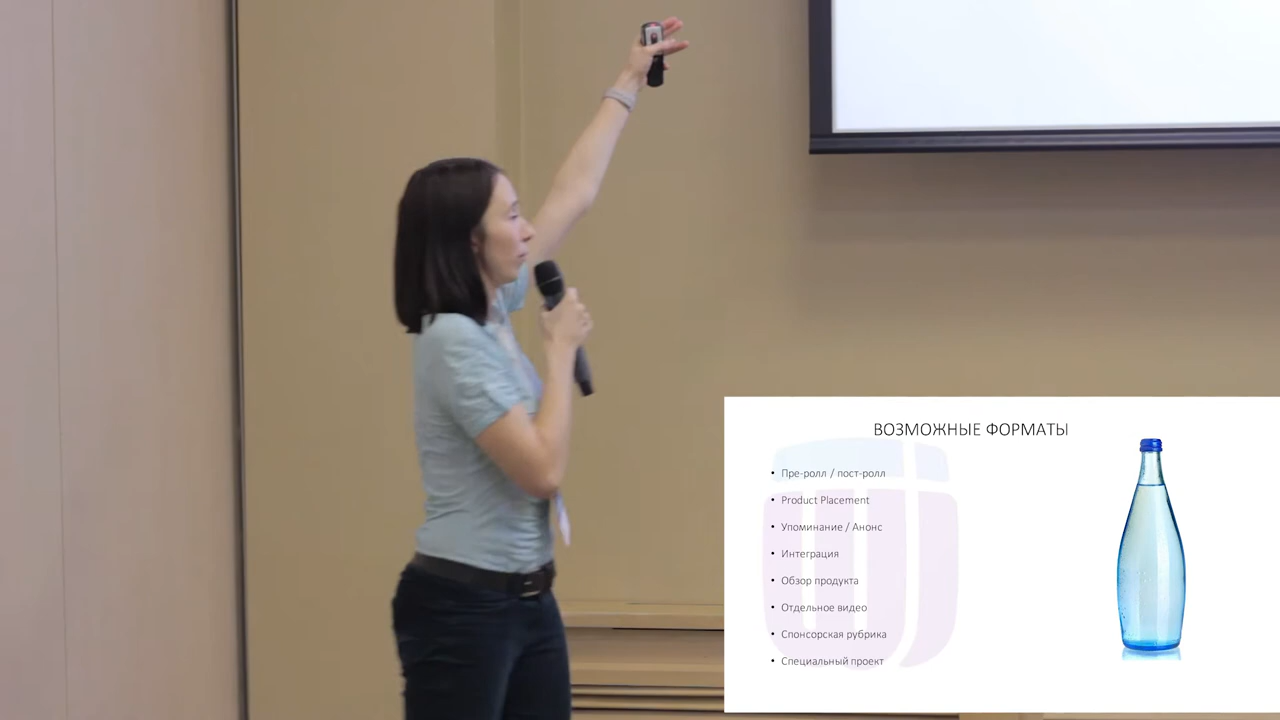 ВОЗМОЖНЫЕ ФОРМАТЫ
• Пре-ролл / пост-ролл
• Product Placement
• Упоминание / Анонс
• Интеграция
• Обзор продукта
• Отдельное видео
• Спонсорская рубрика
• Специальный проект